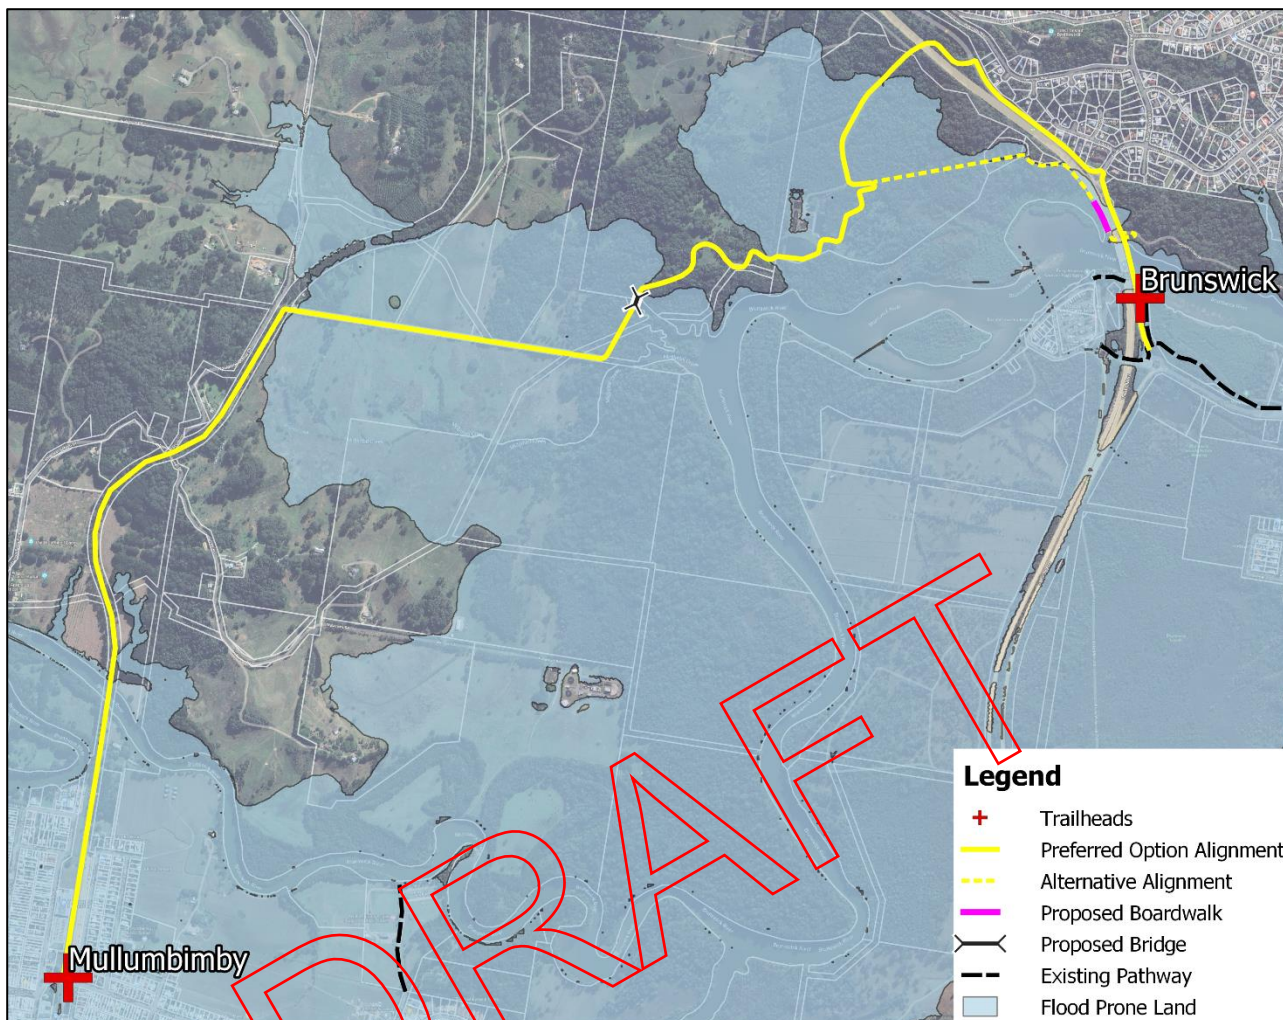 Brunswick
Mullumbimby
DRAFT
Legend
Trailheads
Preferred Option Alignment
Alternative Alignment
Proposed Boardwalk
Proposed Bridge
Existing Pathway
Flood Prone Land